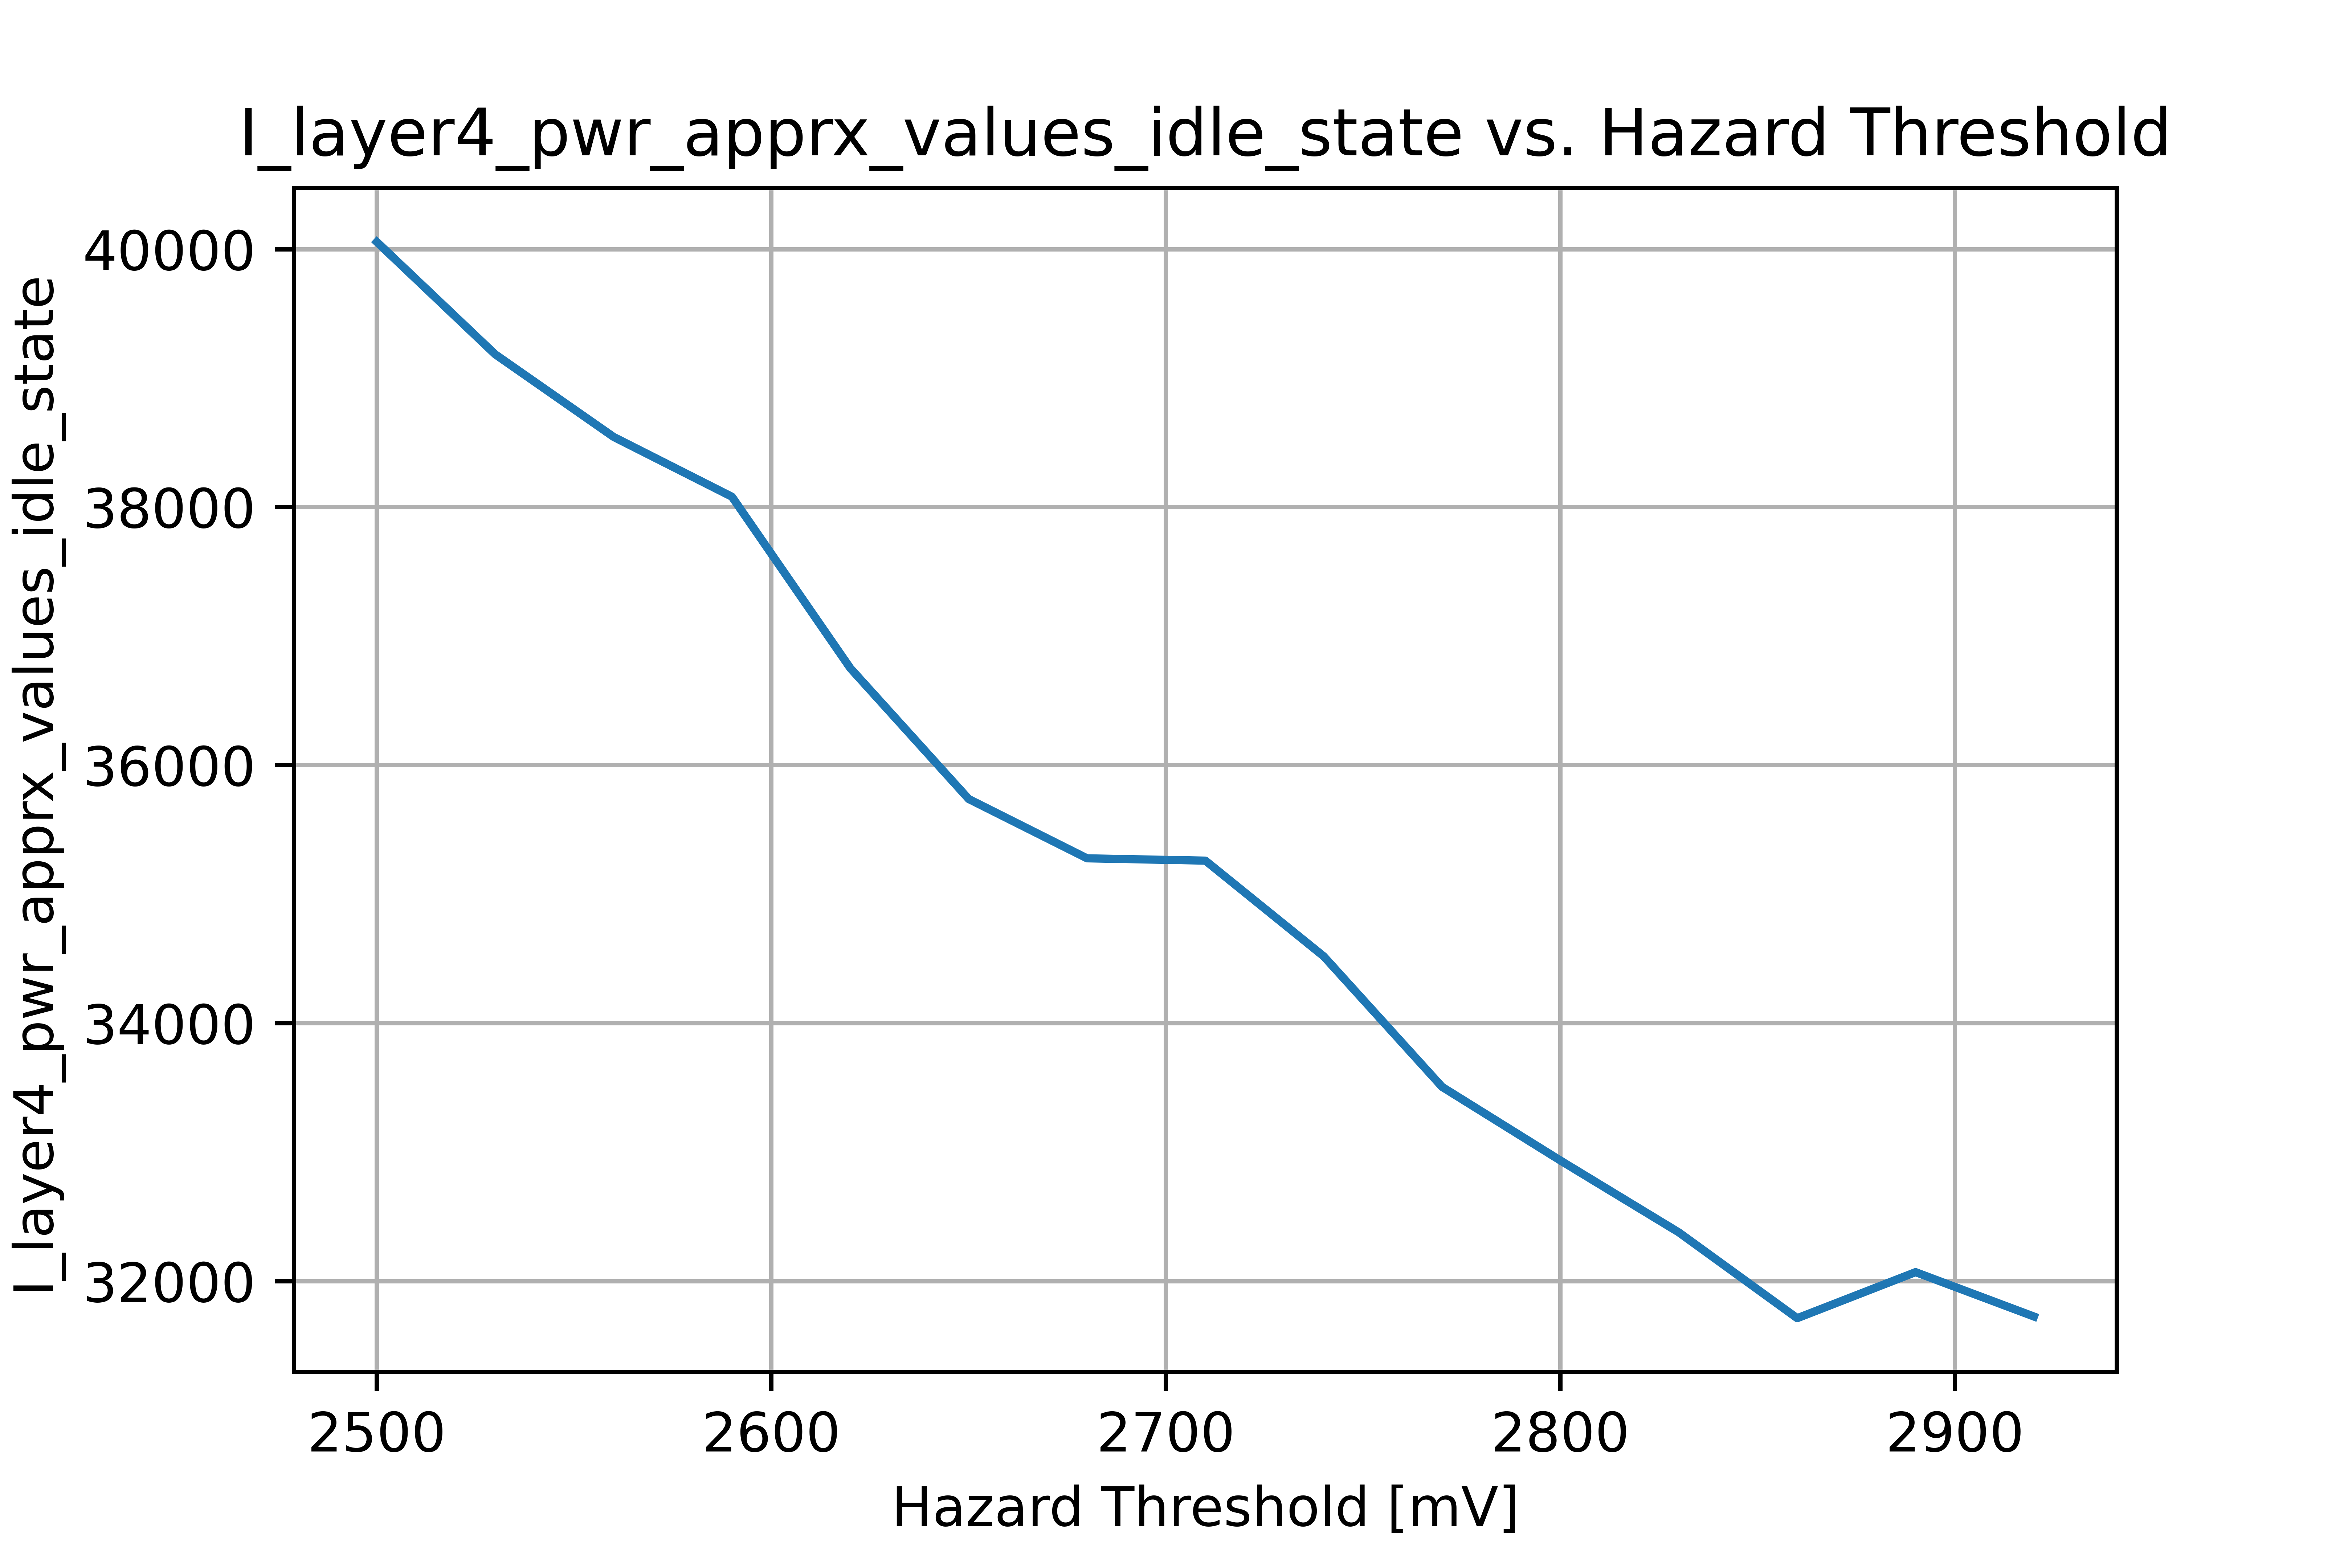 I_layer4_pwr_apprx_values_idle_state vs. Hazard Threshold
I_layer4_pwr_apprx_values_idle_state
40000
38000
36000
34000
32000
2500 2600 2700 2800 2900
Hazard Threshold [mV]